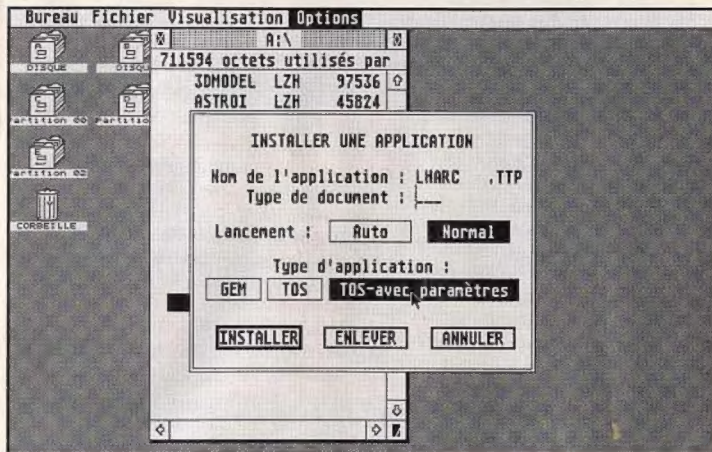 Bureau Fichier Visualisation Options
A:\
711594 octets utilisés par
3DMODEL LZH 97536
ASTROI LZH 45824
DISQUE
Partition 00
Partition 02
CORBEILLE
INSTALLER UNE APPLICATION
Nom de l'application : LHARC .TTP
Type de document : ___
Lancement : Auto Normal
Type d'application :
GEM TOS TOS-avec paramètres
INSTALLER ENLEVER ANNULER